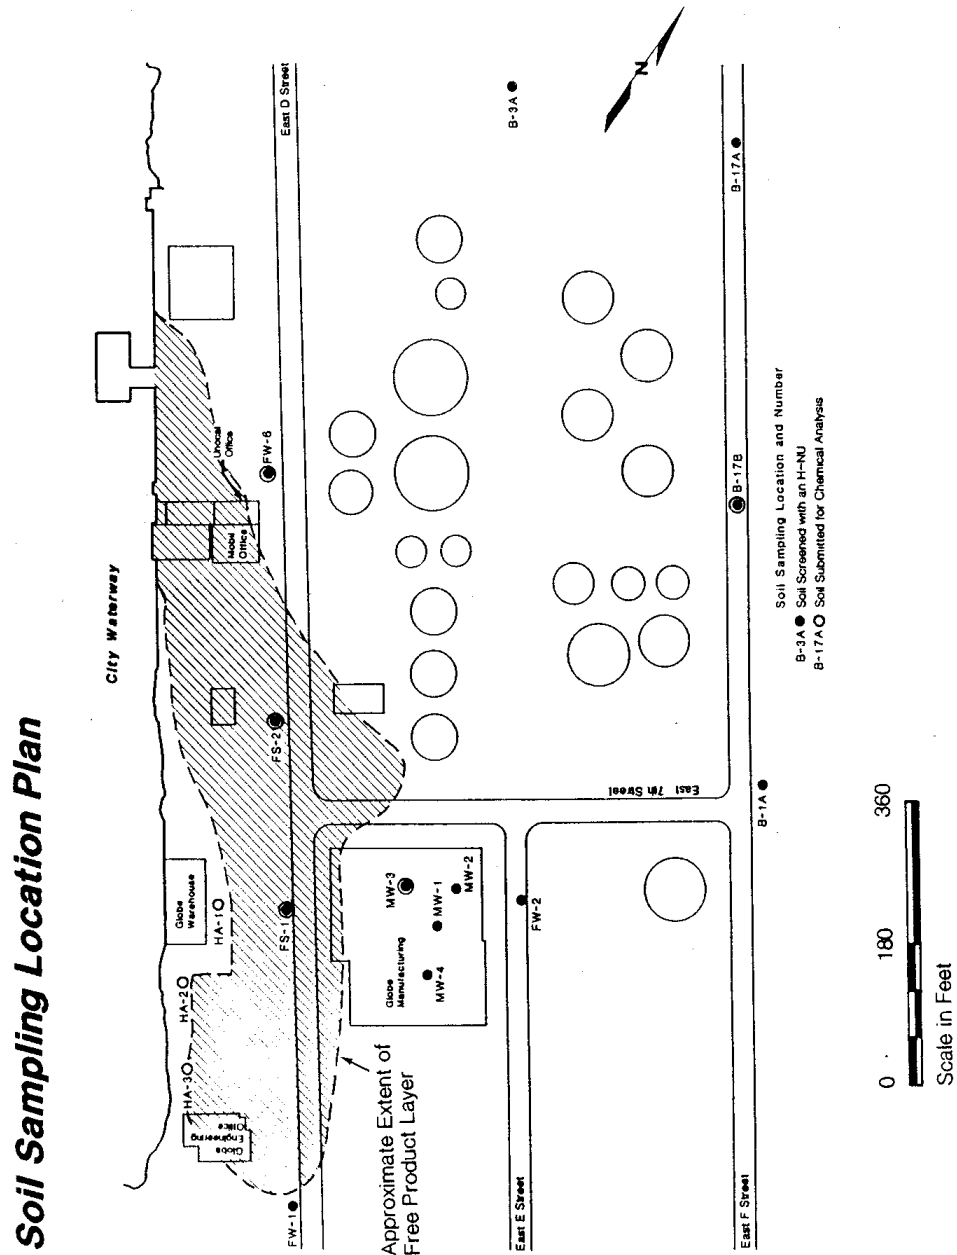 Soil Sampling Location Plan
City Waterway
East D Street
N
B-3A
B-17A
Unocal
Office
FW-6
Mobil
Office
FS-2
Globe
Warehouse
HA-1
FS-1
HA-2
HA-3
Globe
Engineering
Office
FW-1
MW-3
MW-2
MW-1
MW-4
Globe
Manufacturing
FW-2
East 7th Street
B-1A
B-17B
Approximate Extent of
Free Product Layer
East E Street
East F Street
Soil Sampling Location and Number
B-3A Soil Screened with an H-NU
B-17A Soil Submitted for Chemical Analysis
0 180 360
Scale in Feet